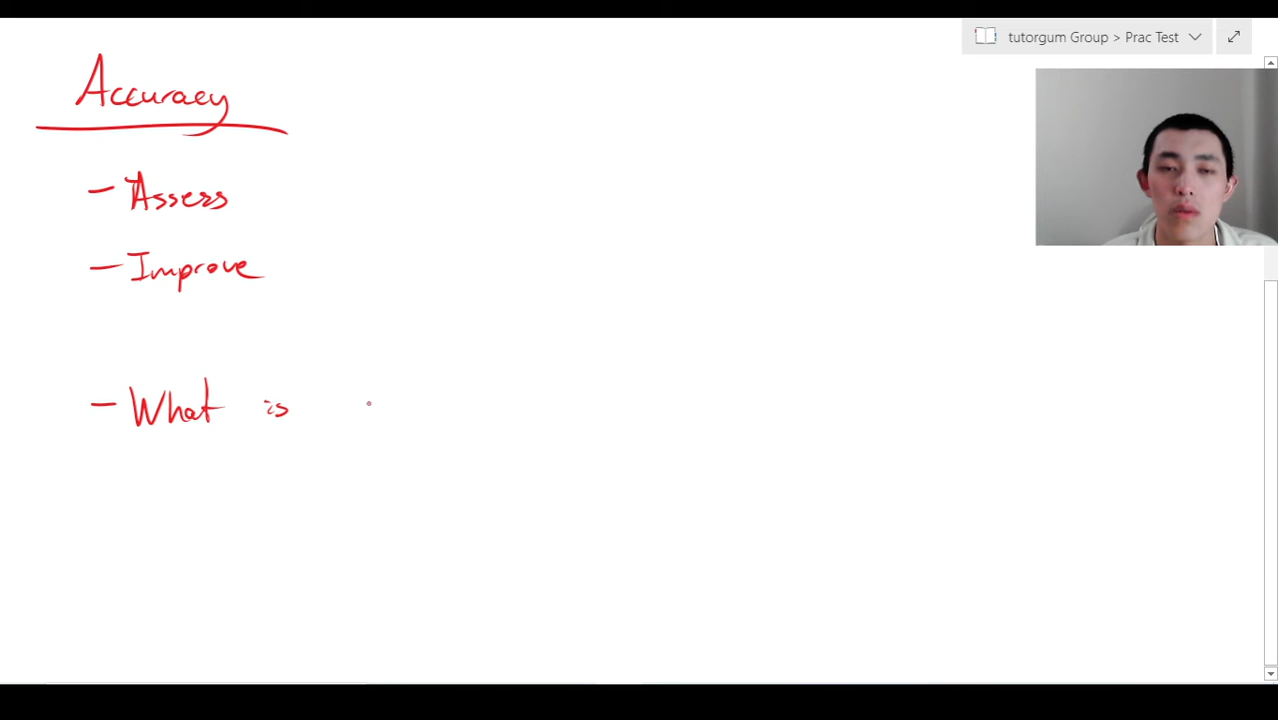 tutorgum Group > Prac Test
Accuracy
- Assess
- Improve
- What is